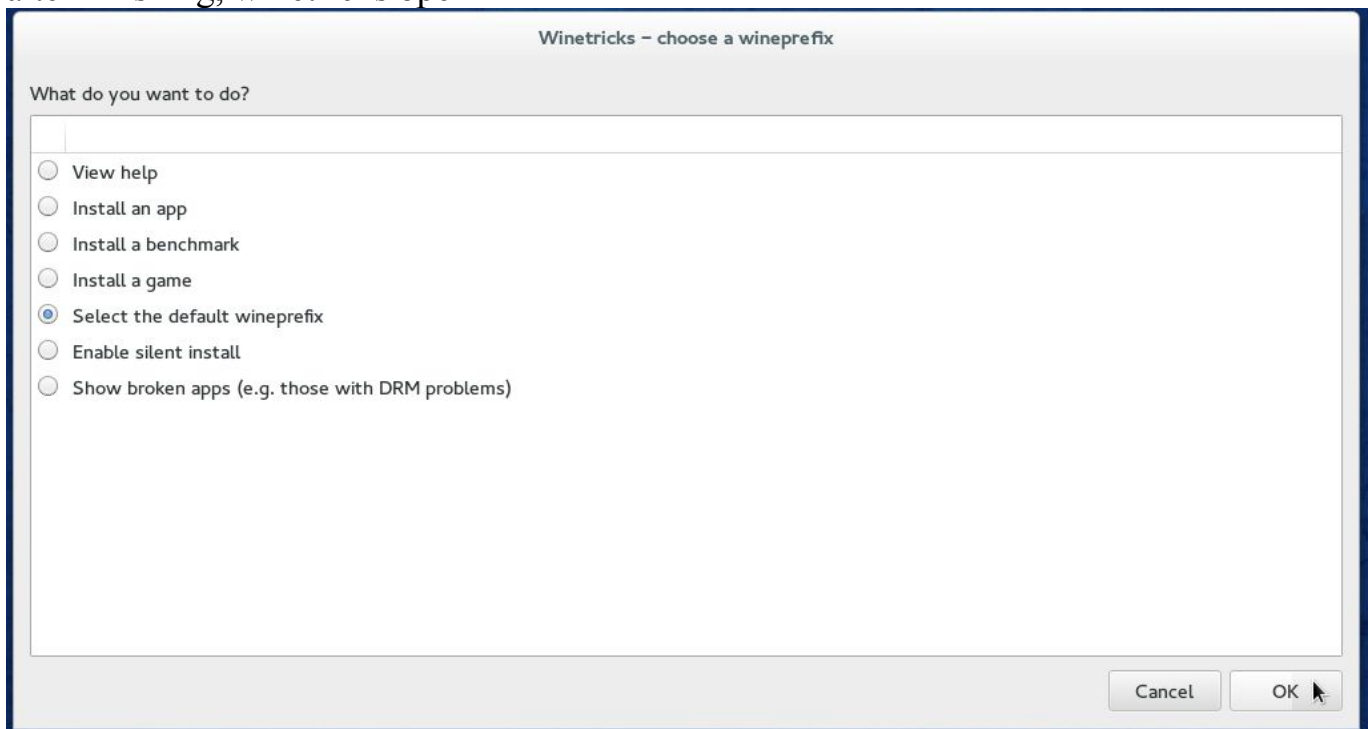 Winetricks – choose a wineprefix
What do you want to do?
View help
Install an app
Install a benchmark
Install a game
Select the default wineprefix
Enable silent install
Show broken apps (e.g. those with DRM problems)
Cancel OK